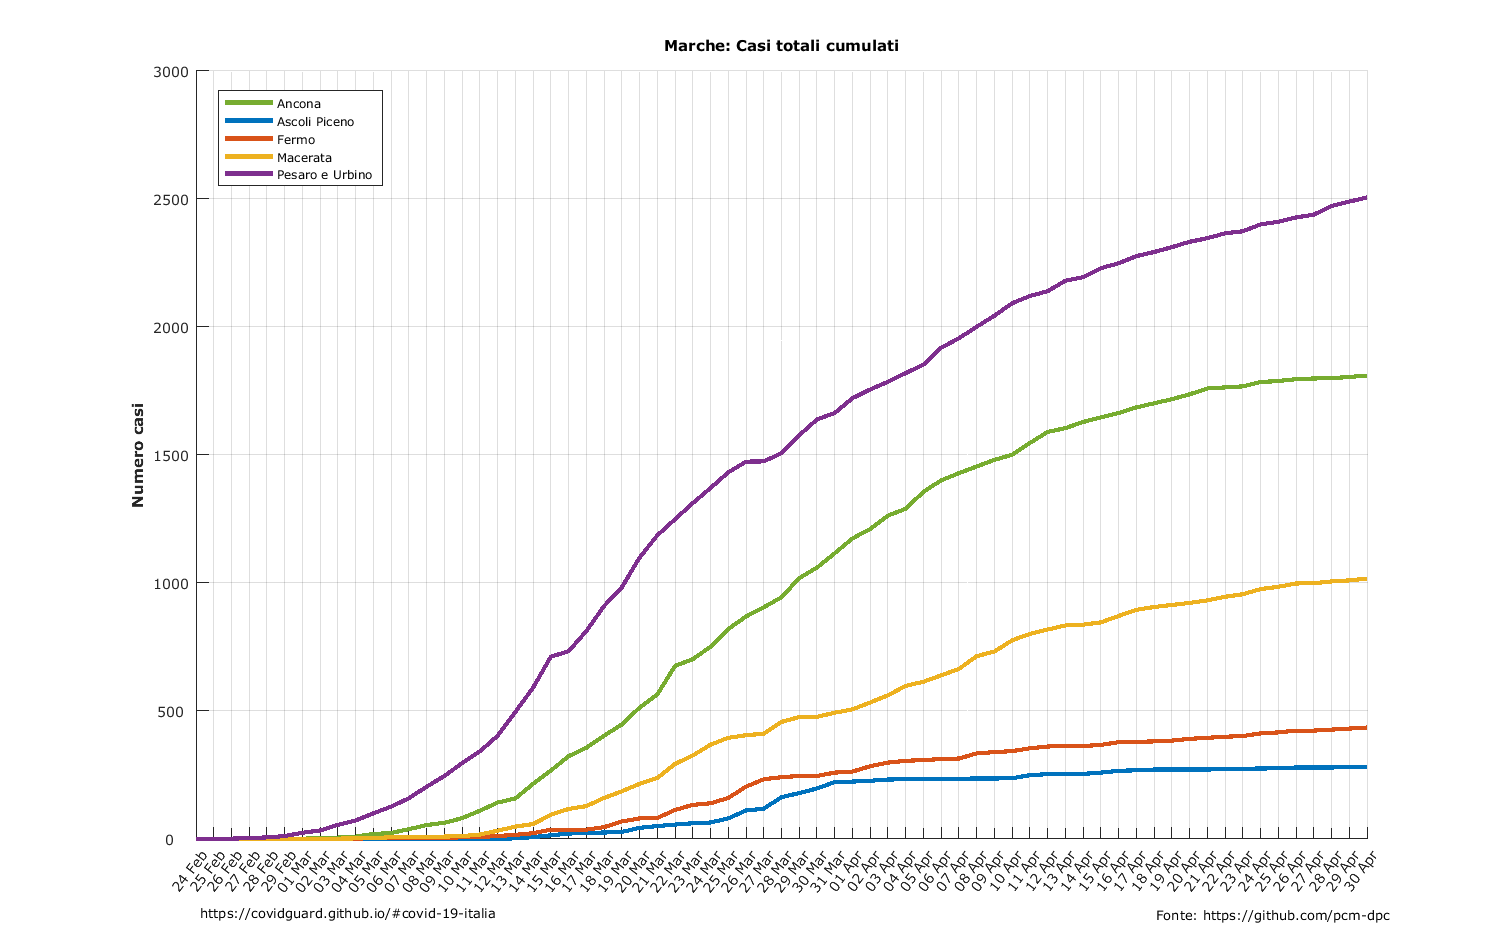 Marche: Casi totali cumulati
3000
2500
2000
1500
1000
500
0
Numero casi
Ancona
Ascoli Piceno
Fermo
Macerata
Pesaro e Urbino
24 Feb
25 Feb
26 Feb
27 Feb
28 Feb
29 Feb
01 Mar
02 Mar
03 Mar
04 Mar
05 Mar
06 Mar
07 Mar
08 Mar
09 Mar
10 Mar
11 Mar
12 Mar
13 Mar
14 Mar
15 Mar
16 Mar
17 Mar
18 Mar
19 Mar
20 Mar
21 Mar
22 Mar
23 Mar
24 Mar
25 Mar
26 Mar
27 Mar
28 Mar
29 Mar
30 Mar
31 Mar
01 Apr
02 Apr
03 Apr
04 Apr
05 Apr
06 Apr
07 Apr
08 Apr
09 Apr
10 Apr
11 Apr
12 Apr
13 Apr
14 Apr
15 Apr
16 Apr
17 Apr
18 Apr
19 Apr
20 Apr
21 Apr
22 Apr
23 Apr
24 Apr
25 Apr
26 Apr
27 Apr
28 Apr
29 Apr
30 Apr
https://covidguard.github.io/#covid-19-italia
Fonte: https://github.com/pcm-dpc